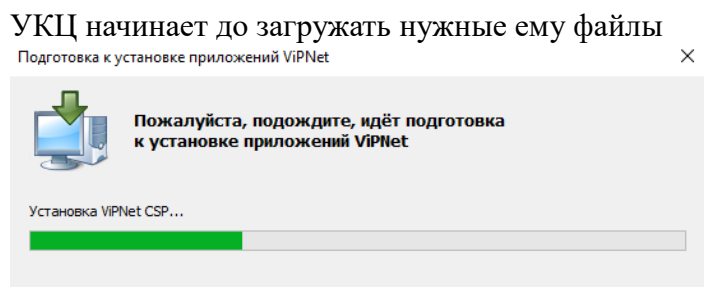 УКЦ начинает до загружать нужные ему файлы
Подготовка к установке приложений ViPNet
Пожалуйста, подождите, идёт подготовка
к установке приложений ViPNet
Установка ViPNet CSP...